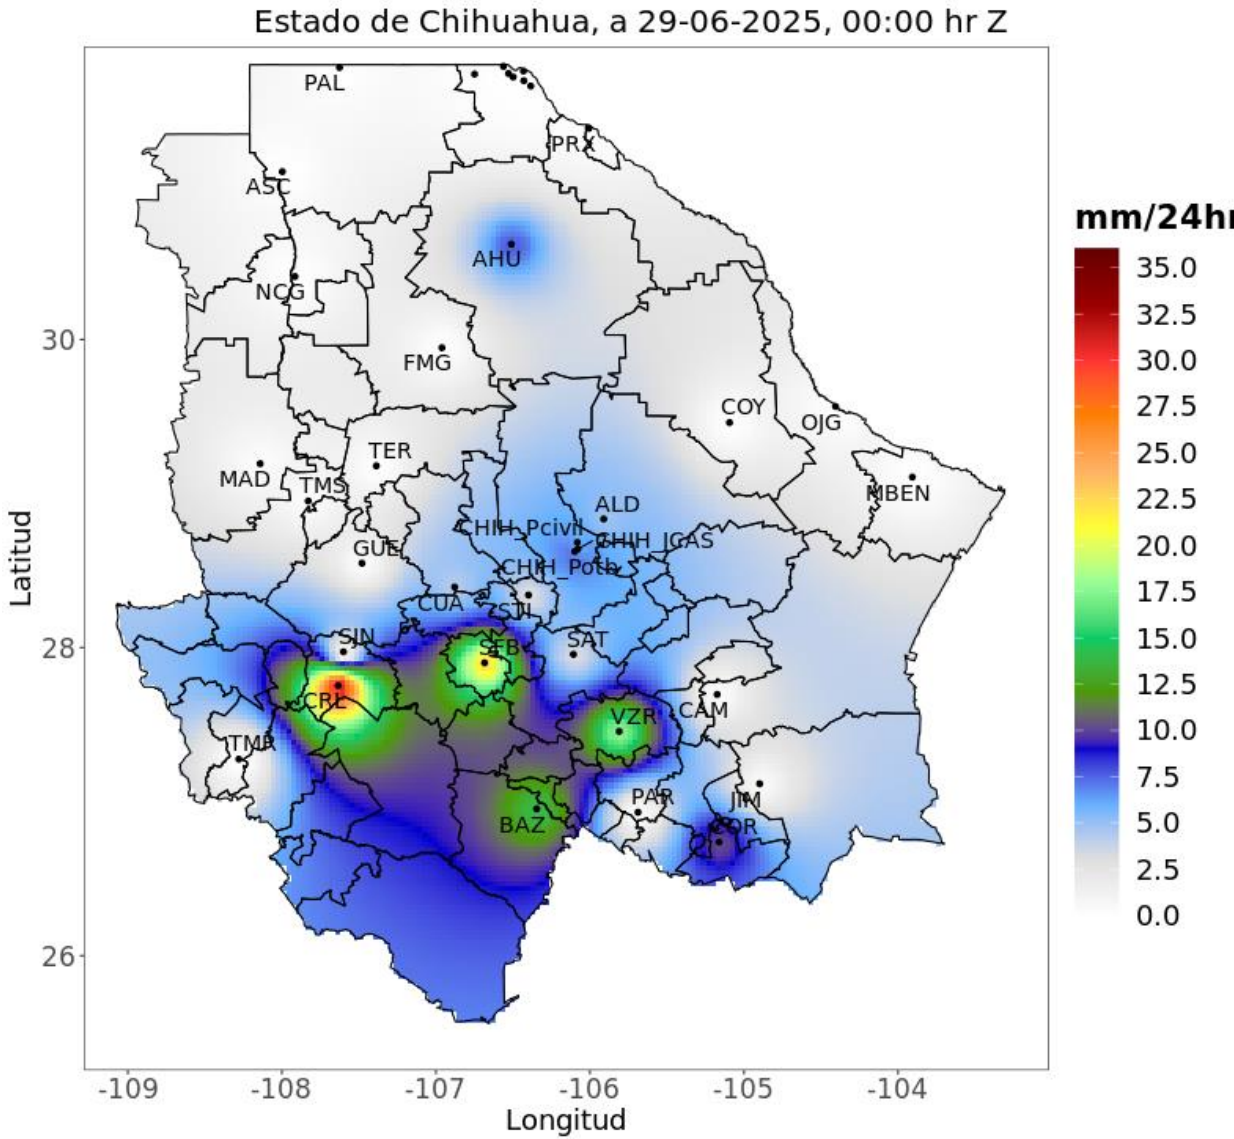 Estado de Chihuahua, a 29-06-2025, 00:00 hr Z
PAL
PRX
ASC
AHU
NCG
FMG
COY
OJG
TER
MAD
TMS
MBEN
ALD
CHIH_Pcivil
CHIH_JCAS
GUE
CHIH_Potb
CUA
STI
SJN
SFB
SAT
CRL
VZR
CAM
TMR
PAR
JIM
BAZ
COR
mm/24hr
35.0
32.5
30.0
27.5
25.0
22.5
20.0
17.5
15.0
12.5
10.0
7.5
5.0
2.5
0.0
Latitud
30
28
26
-109
-108
-107
-106
-105
-104
Longitud